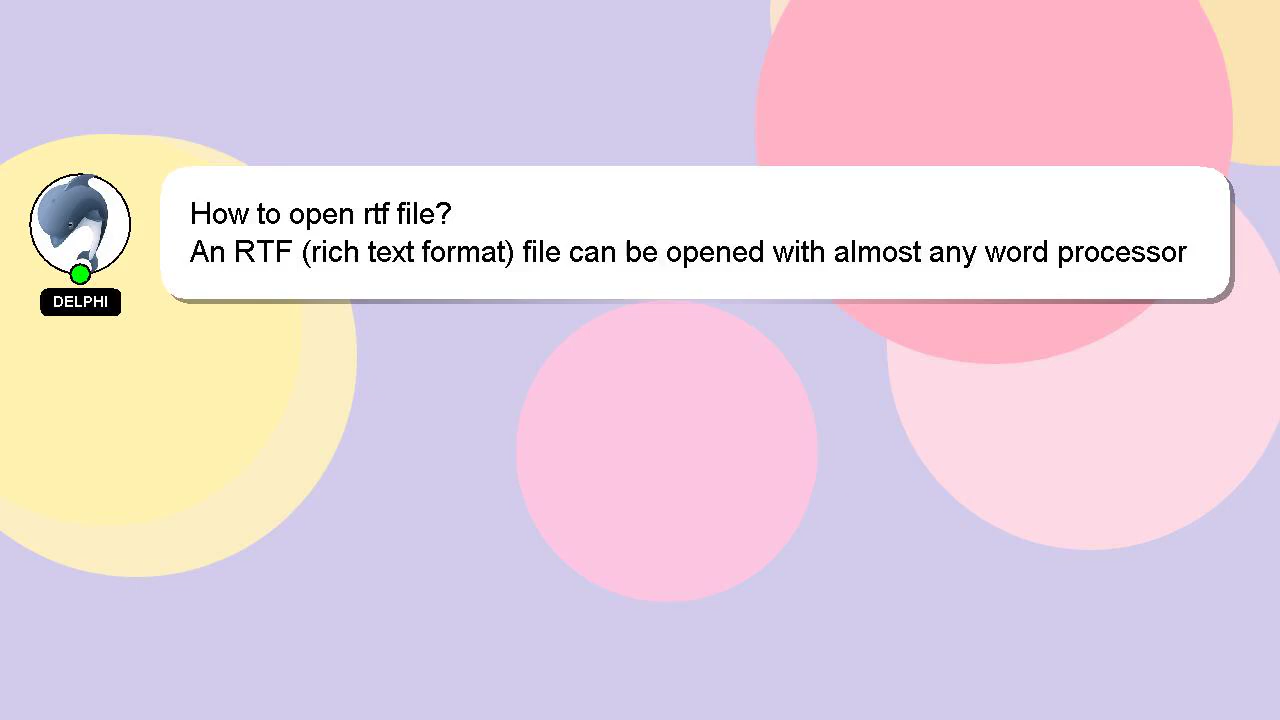 How to open rtf file?
An RTF (rich text format) file can be opened with almost any word processor
DELPHI